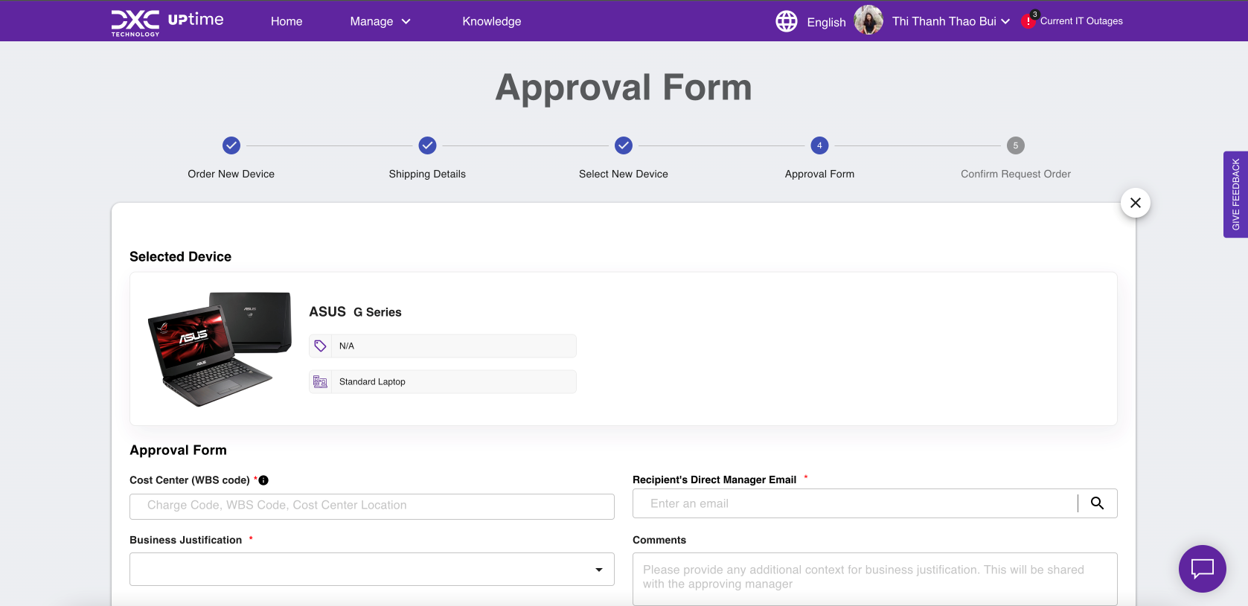 DXC TECHNOLOGY UPtime Home Manage Knowledge English Thi Thanh Thao Bui ! 3 Current IT Outages
Approval Form
4 5
Order New Device Shipping Details Select New Device Approval Form Confirm Request Order
GIVE FEEDBACK
Selected Device
ASUS G Series
ASUS
N/A
Standard Laptop
Approval Form
Cost Center (WBS code) * Recipient's Direct Manager Email *
Charge Code, WBS Code, Cost Center Location Enter an email
Business Justification * Comments
Please provide any additional context for business justification. This will be shared
with the approving manager